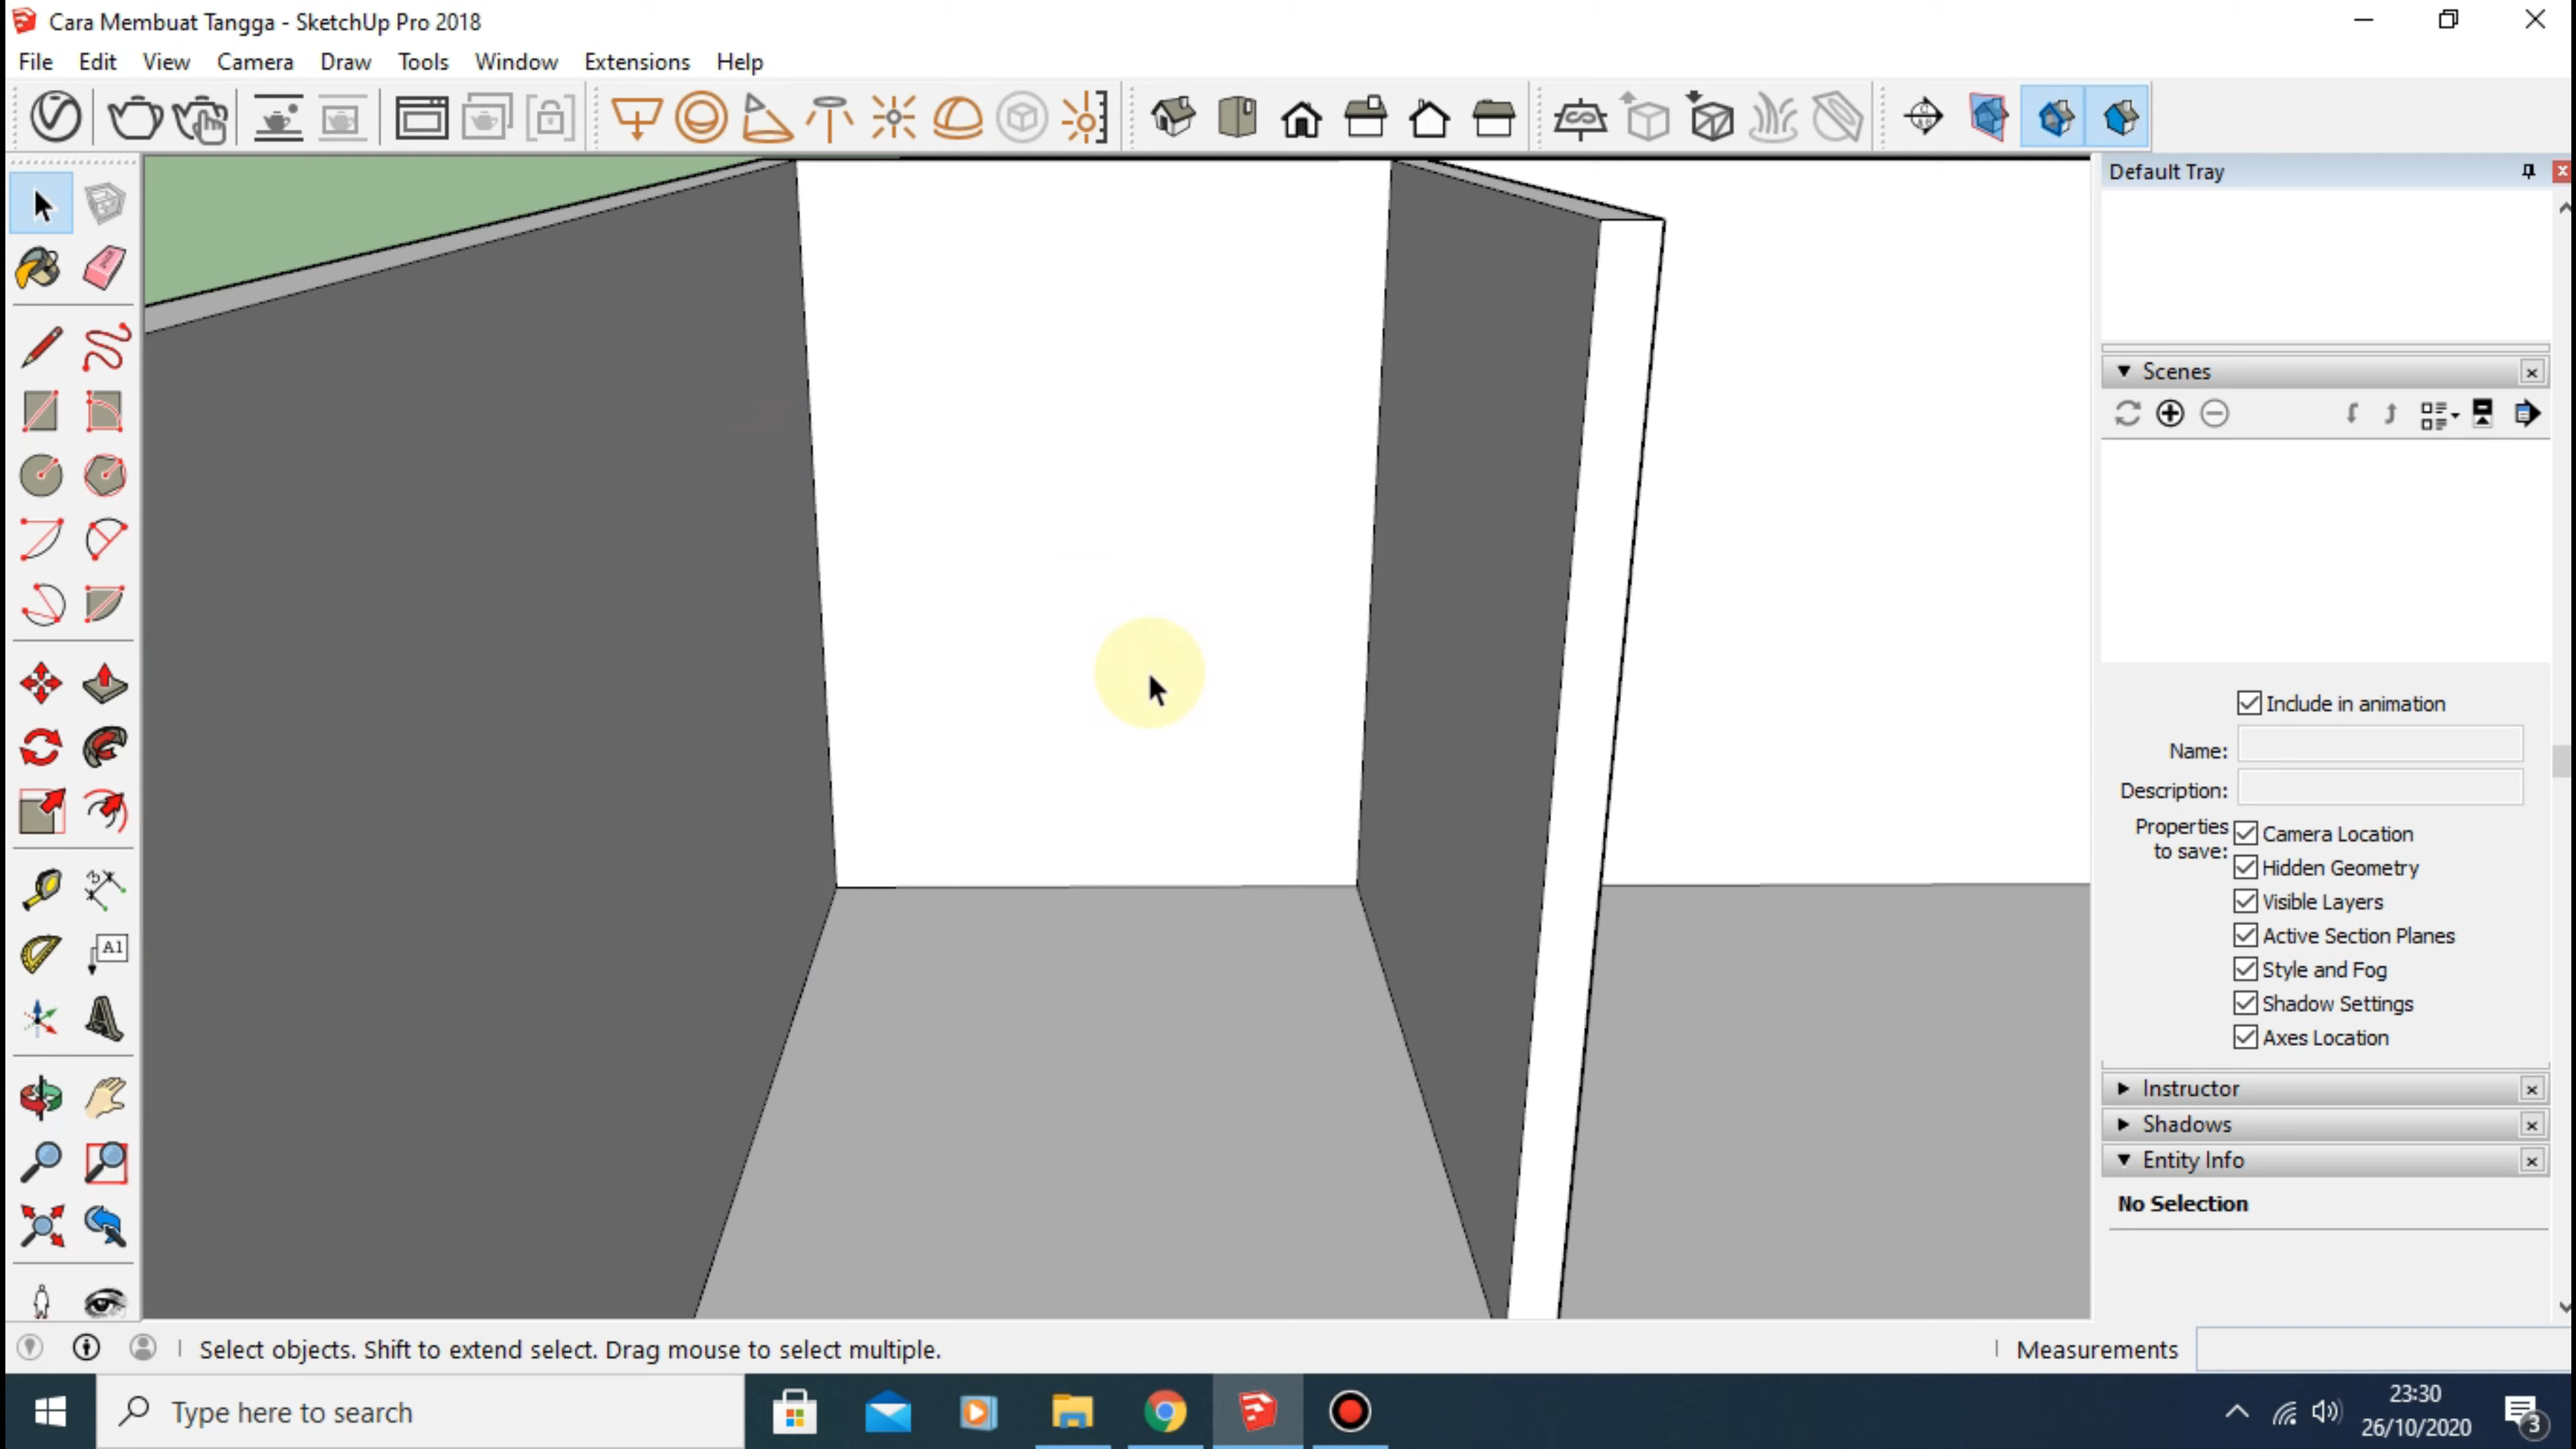 Cara Membuat Tangga - SketchUp Pro 2018
File Edit View Camera Draw Tools Window Extensions Help
Default Tray
Scenes
Include in animation
Name:
Description:
Properties to save:
Camera Location
Hidden Geometry
Visible Layers
Active Section Planes
Style and Fog
Shadow Settings
Axes Location
Instructor
Shadows
Entity Info
No Selection
A1
Select objects. Shift to extend select. Drag mouse to select multiple.
Measurements
Type here to search
23:30
26/10/2020
3